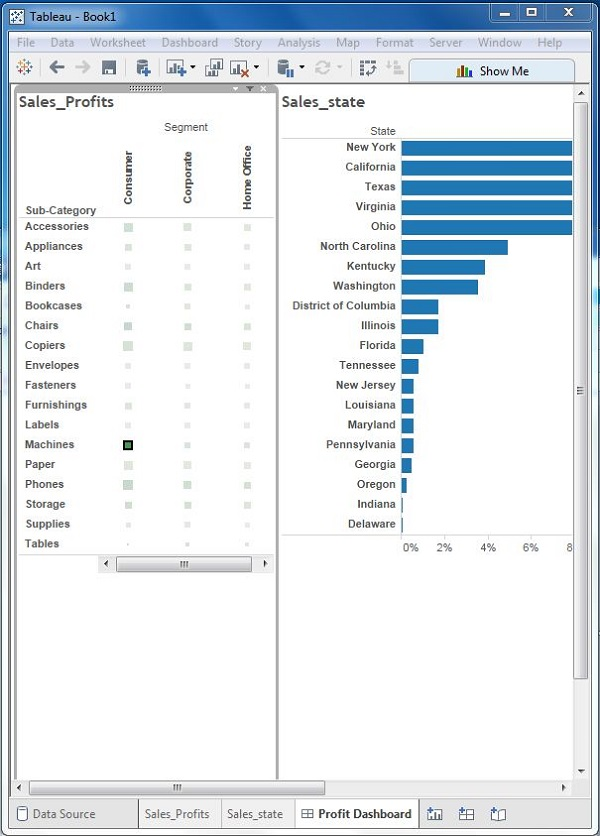 Tableau - Book1
File Data Worksheet Dashboard Story Analysis Map Format Server Window Help
Show Me
Sales_Profits
Segment
Consumer
Corporate
Home Office
Sub-Category
Accessories
Appliances
Art
Binders
Bookcases
Chairs
Copiers
Envelopes
Fasteners
Furnishings
Labels
Machines
Paper
Phones
Storage
Supplies
Tables
Sales_state
State
New York
California
Texas
Virginia
Ohio
North Carolina
Kentucky
Washington
District of Columbia
Illinois
Florida
Tennessee
New Jersey
Louisiana
Maryland
Pennsylvania
Georgia
Oregon
Indiana
Delaware
0% 2% 4% 6% 8
Data Source Sales_Profits Sales_state Profit Dashboard